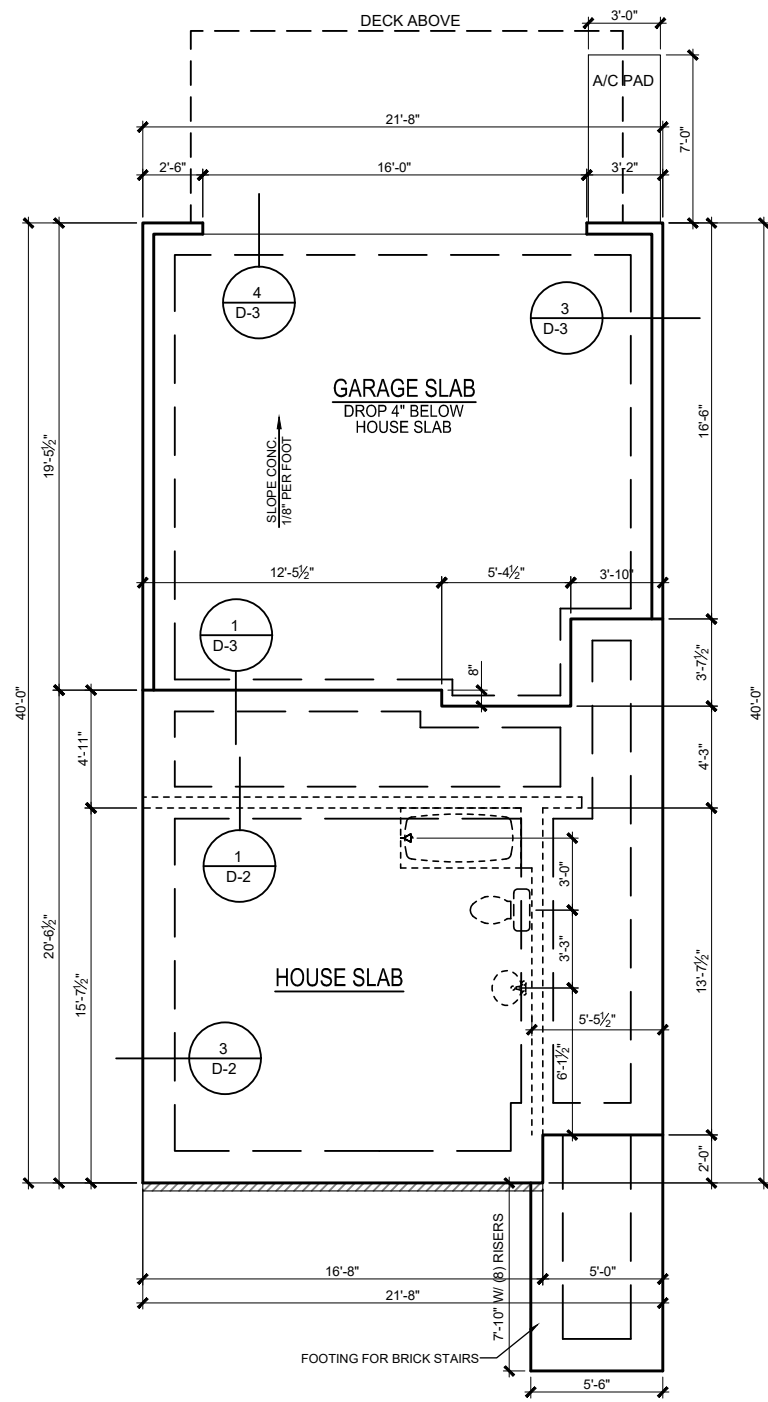 DECK ABOVE
3'-0"
A/C PAD
21'-8"
7'-0"
2'-6"
16'-0"
3'-2"
4
D-3
3
D-3
GARAGE SLAB
DROP 4" BELOW
HOUSE SLAB
SLOPE CONC.
1/8" PER FOOT
19'-5½"
16'-6"
12'-5½"
5'-4½"
3'-10"
1
D-3
8"
3'-7½"
40'-0"
40'-0"
4'-11"
4'-3"
1
D-2
3'-0"
3'-3"
20'-6½"
15'-7½"
HOUSE SLAB
13'-7½"
5'-5½"
6'-1½"
3
D-2
2'-0"
16'-8"
5'-0"
21'-8"
7'-10" W/ (8) RISERS
FOOTING FOR BRICK STAIRS
5'-6"